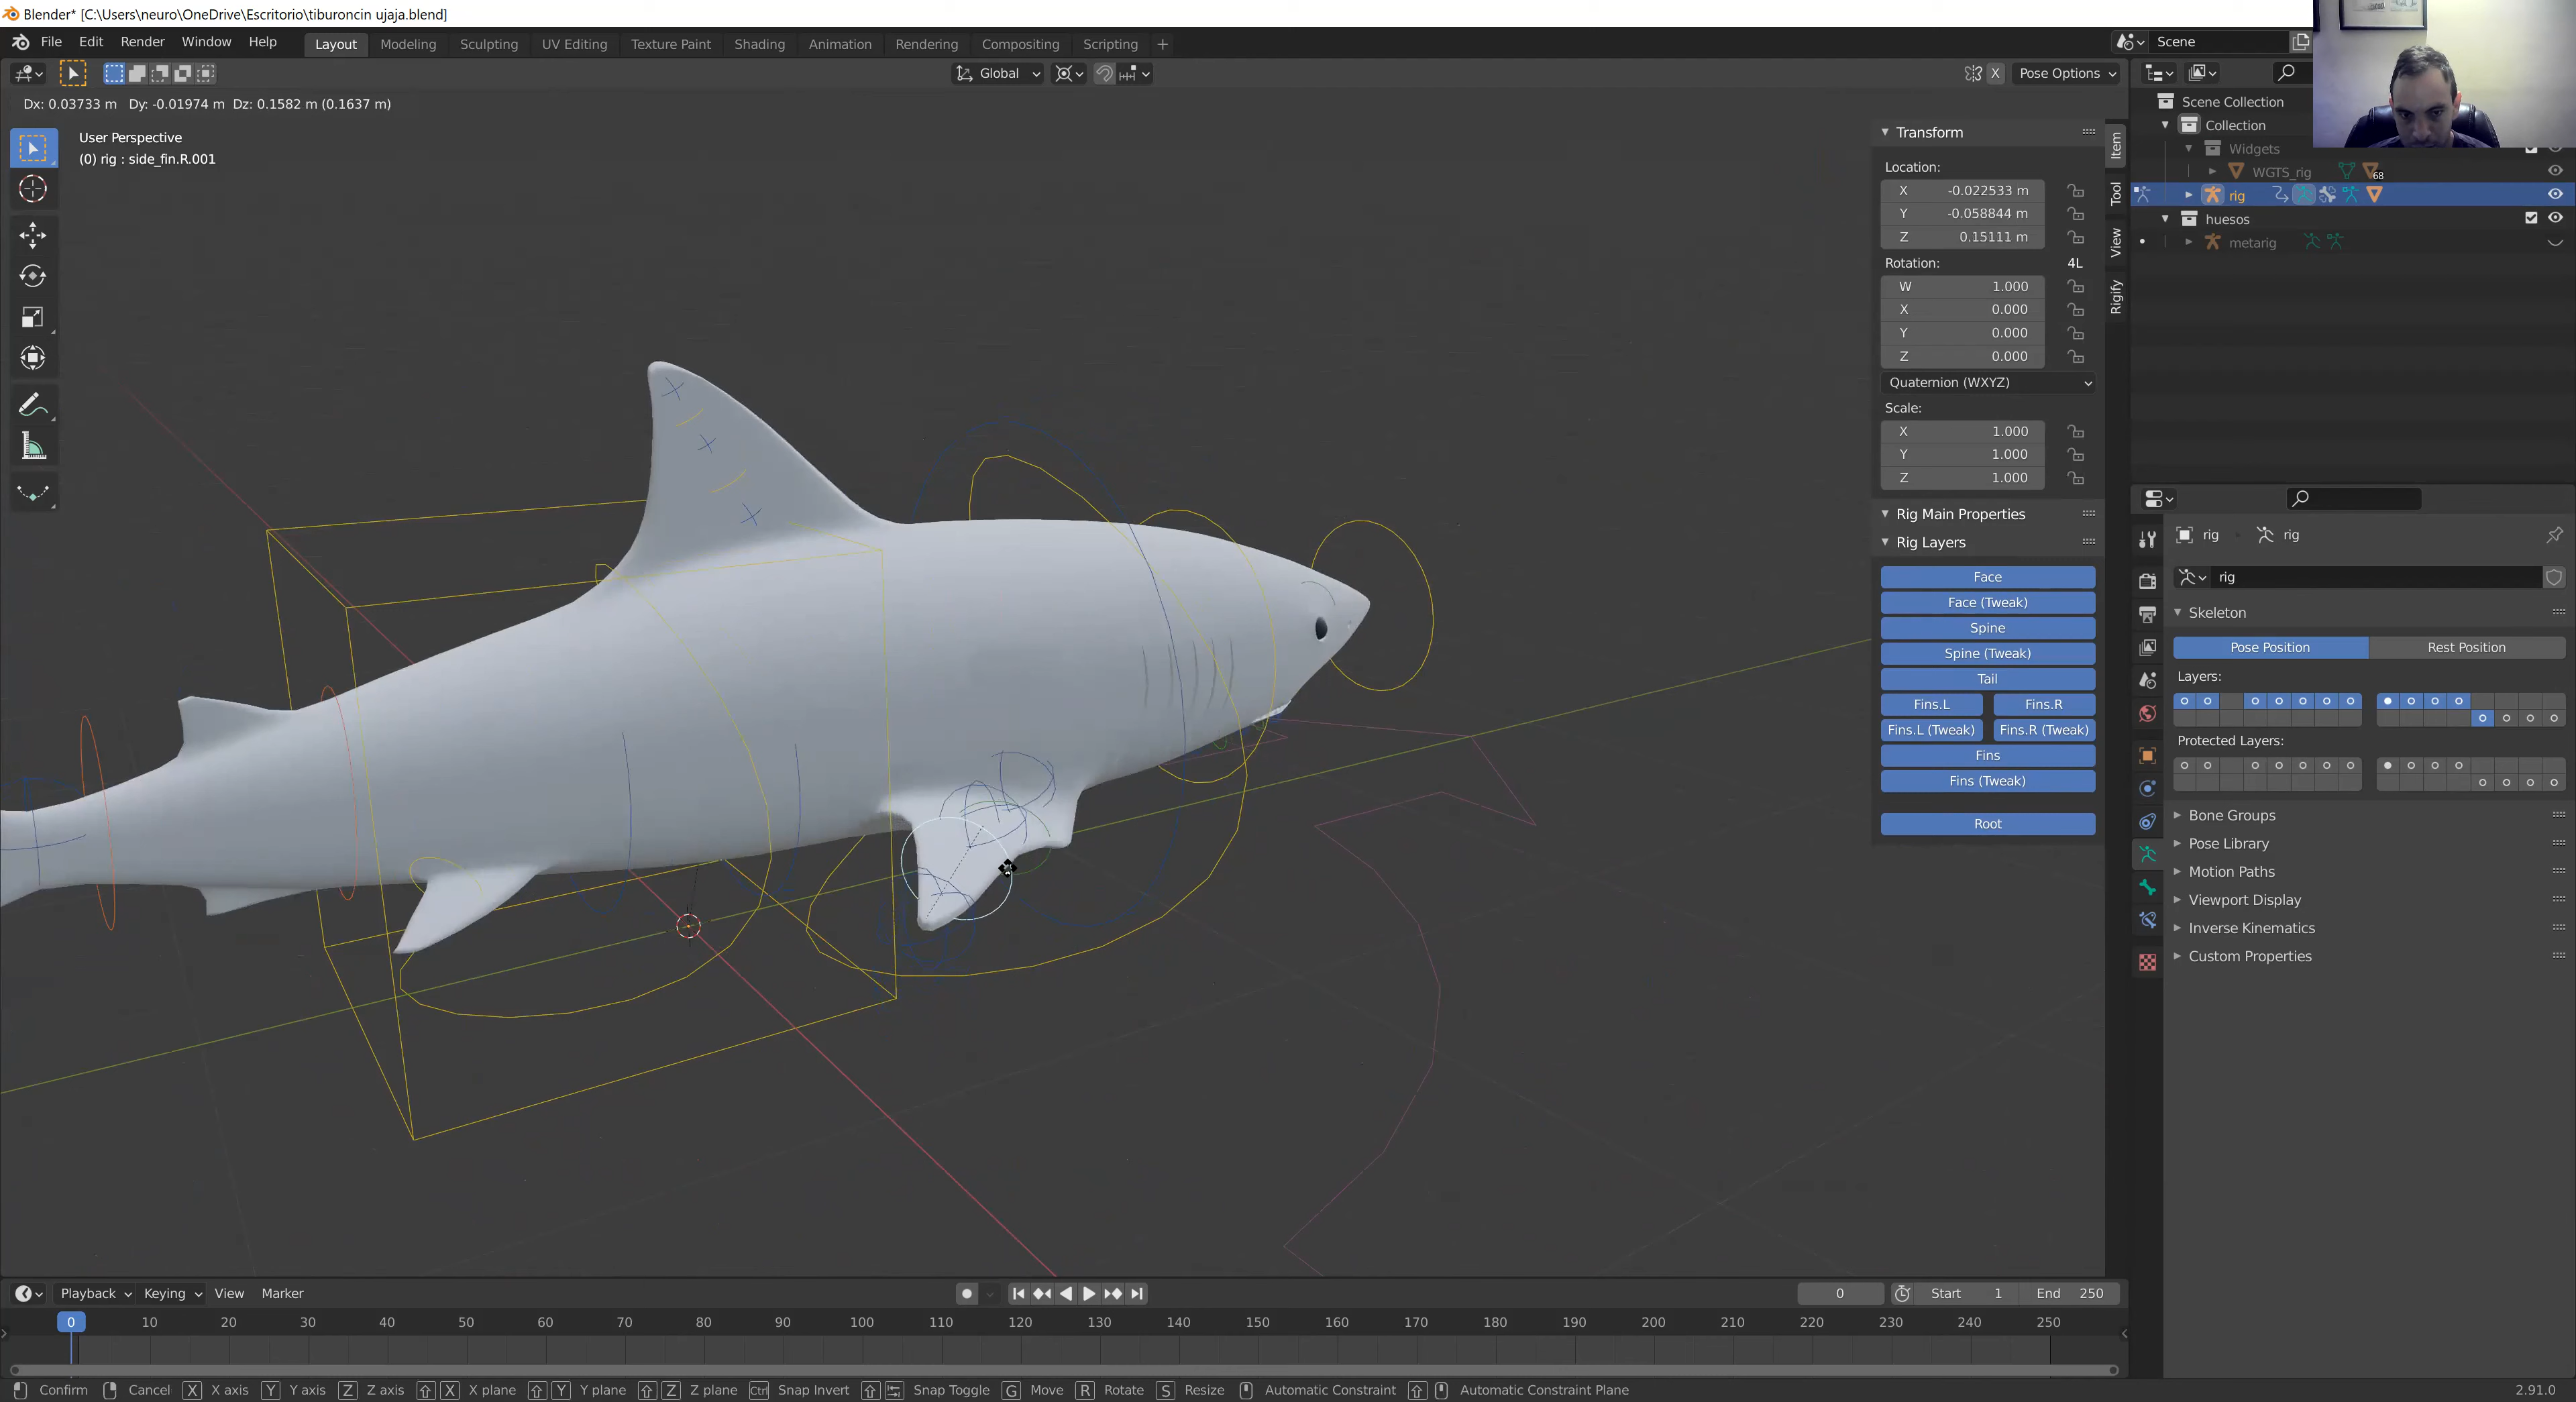 Blender* [C:\Users\neuro\OneDrive\Escritorio\tiburoncin ujaja.blend]
File Edit Render Window Help Layout Modeling Sculpting UV Editing Texture Paint Shading Animation Rendering Compositing Scripting + Scene
Global X Pose Options
Dx: 0.03733 m Dy: -0.01974 m Dz: 0.1582 m (0.1637 m)
User Perspective
(0) rig : side_fin.R.001
Transform
Location:
X -0.022533 m
Y -0.058844 m
Z 0.15111 m
Rotation: 4L
W 1.000
X 0.000
Y 0.000
Z 0.000
Quaternion (WXYZ)
Scale:
X 1.000
Y 1.000
Z 1.000
Rig Main Properties
Rig Layers
Face
Face (Tweak)
Spine
Spine (Tweak)
Tail
Fins.L Fins.R
Fins.L (Tweak) Fins.R (Tweak)
Fins
Fins (Tweak)
Root
Item
Tool
View
Rigify
Scene Collection
Collection
Widgets
WGTS_rig 68
rig
huesos
metarig
rig rig
rig
Skeleton
Pose Position Rest Position
Layers:
Protected Layers:
Bone Groups
Pose Library
Motion Paths
Viewport Display
Inverse Kinematics
Custom Properties
Playback Keying View Marker 0 Start 1 End 250
0 10 20 30 40 50 60 70 80 90 100 110 120 130 140 150 160 170 180 190 200 210 220 230 240 250
Confirm Cancel X X axis Y Y axis Z Z axis X X plane Y Y plane Z Z plane Ctrl Snap Invert Snap Toggle G Move R Rotate S Resize Automatic Constraint Automatic Constraint Plane 2.91.0